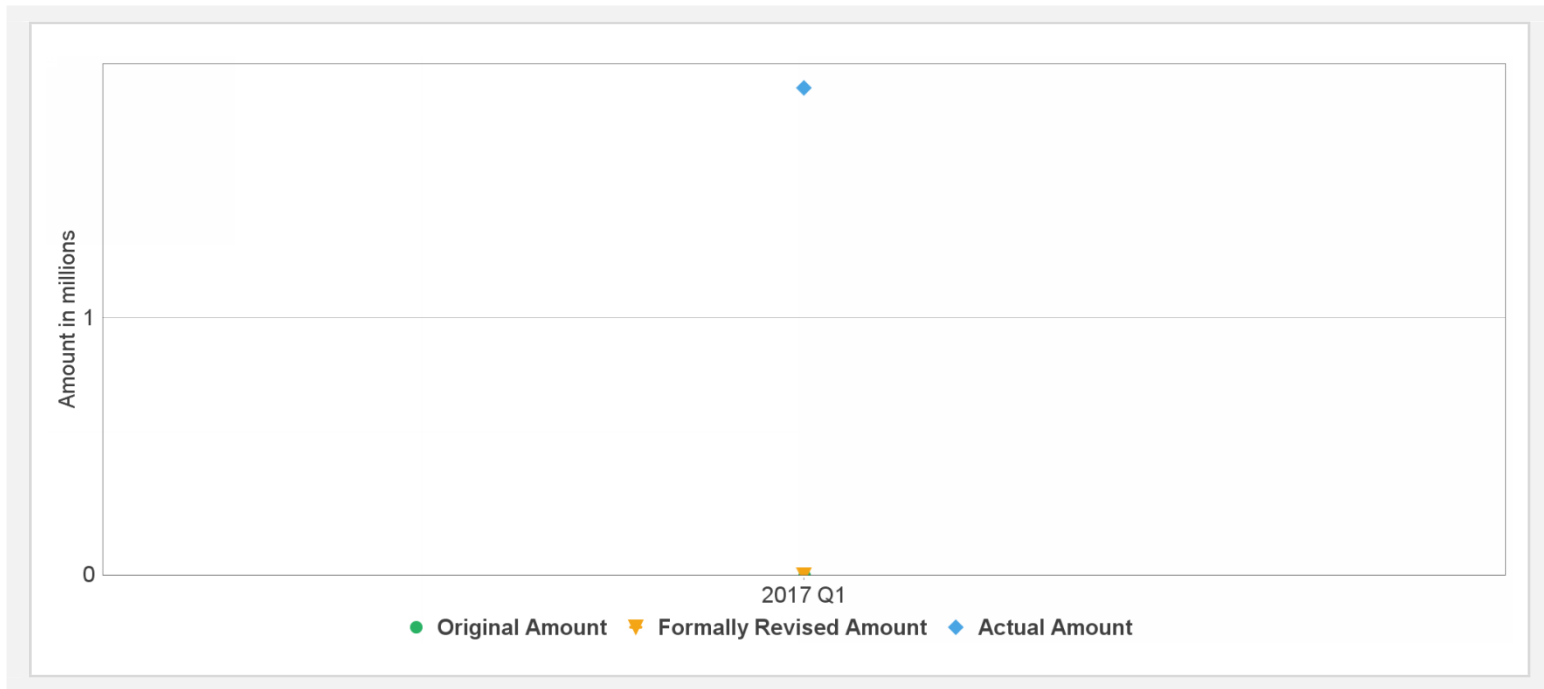 Amount in millions
1
0
2017 Q1
Original Amount Formally Revised Amount Actual Amount